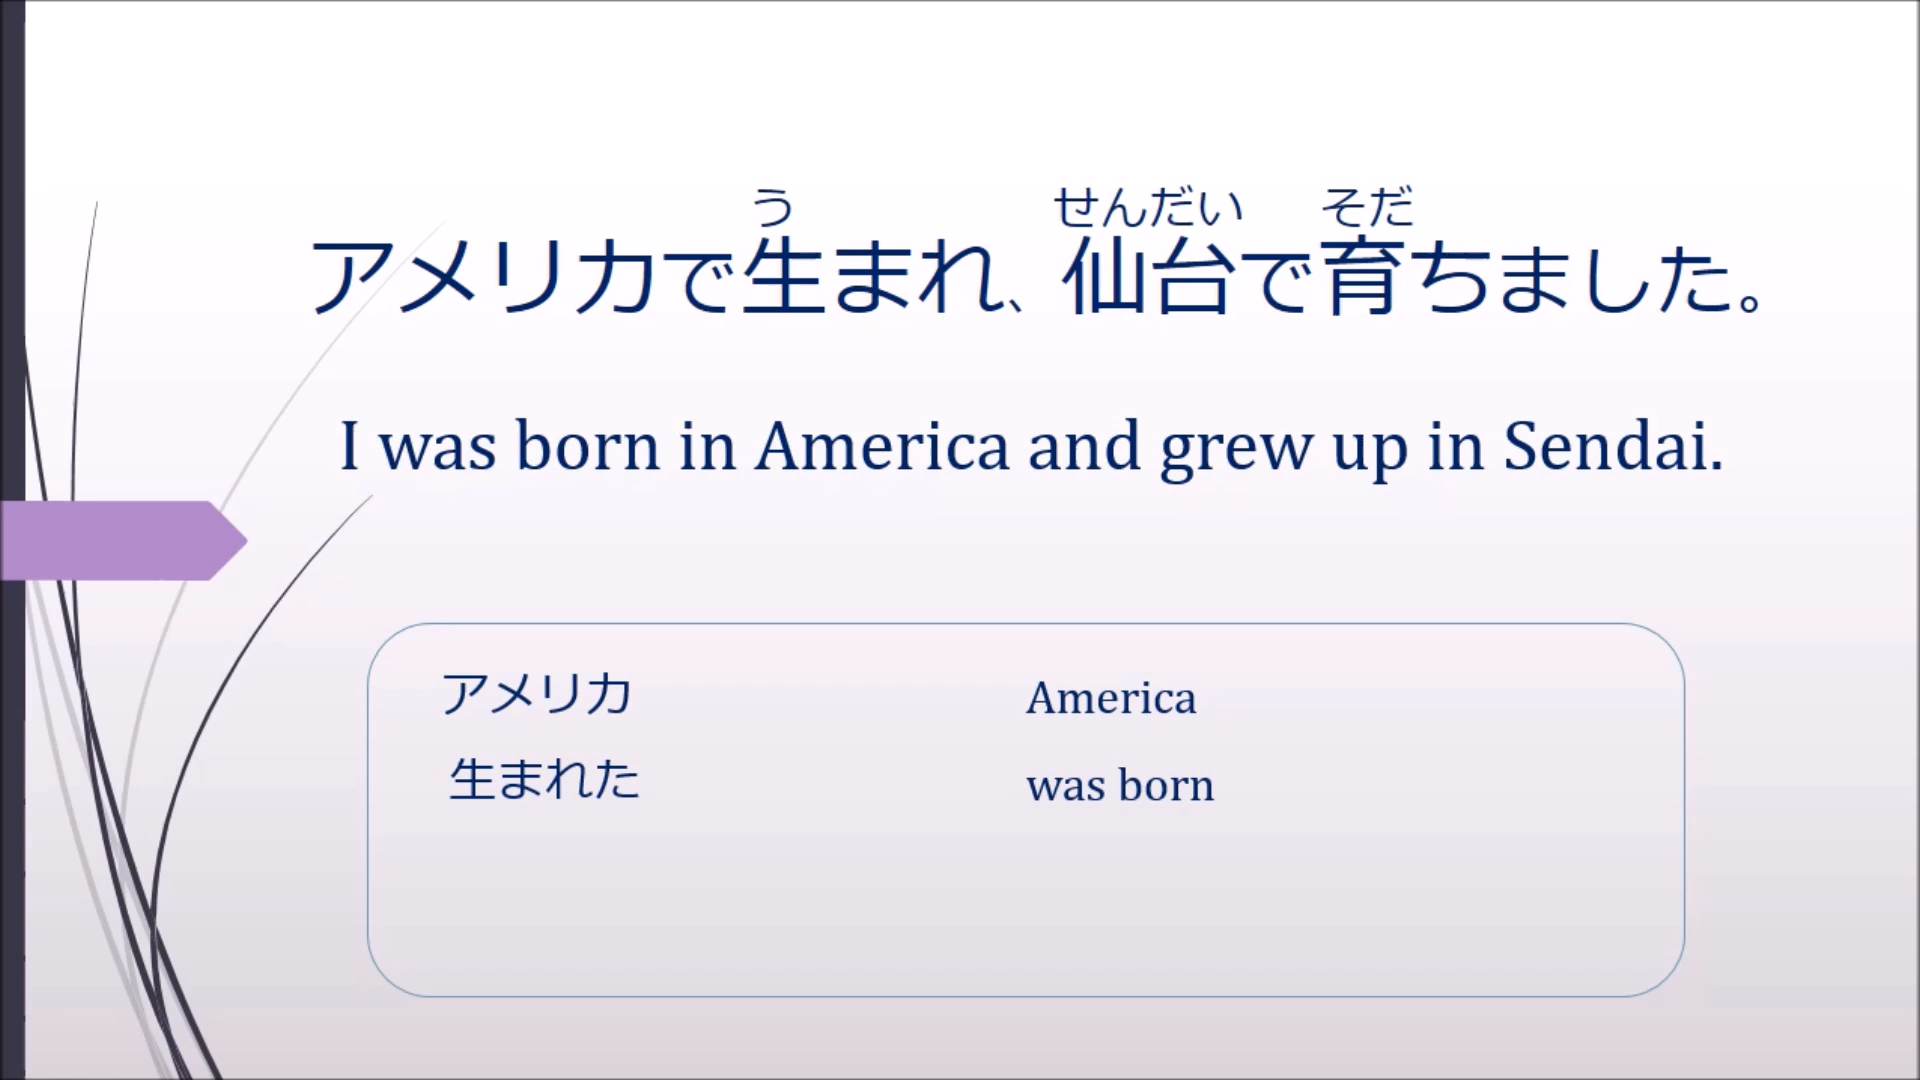 う せんだい そだ
アメリカで生まれ、仙台で育ちました。
I was born in America and grew up in Sendai.
アメリカ America
生まれた was born